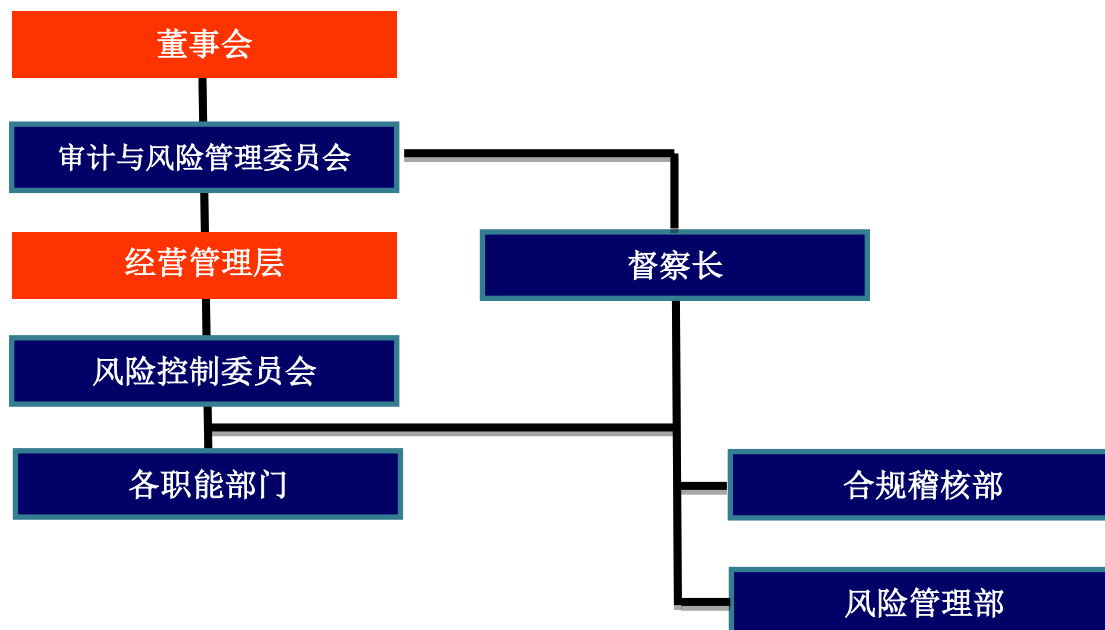 董事会
审计与风险管理委员会
经营管理层
督察长
风险控制委员会
各职能部门
合规稽核部
风险管理部